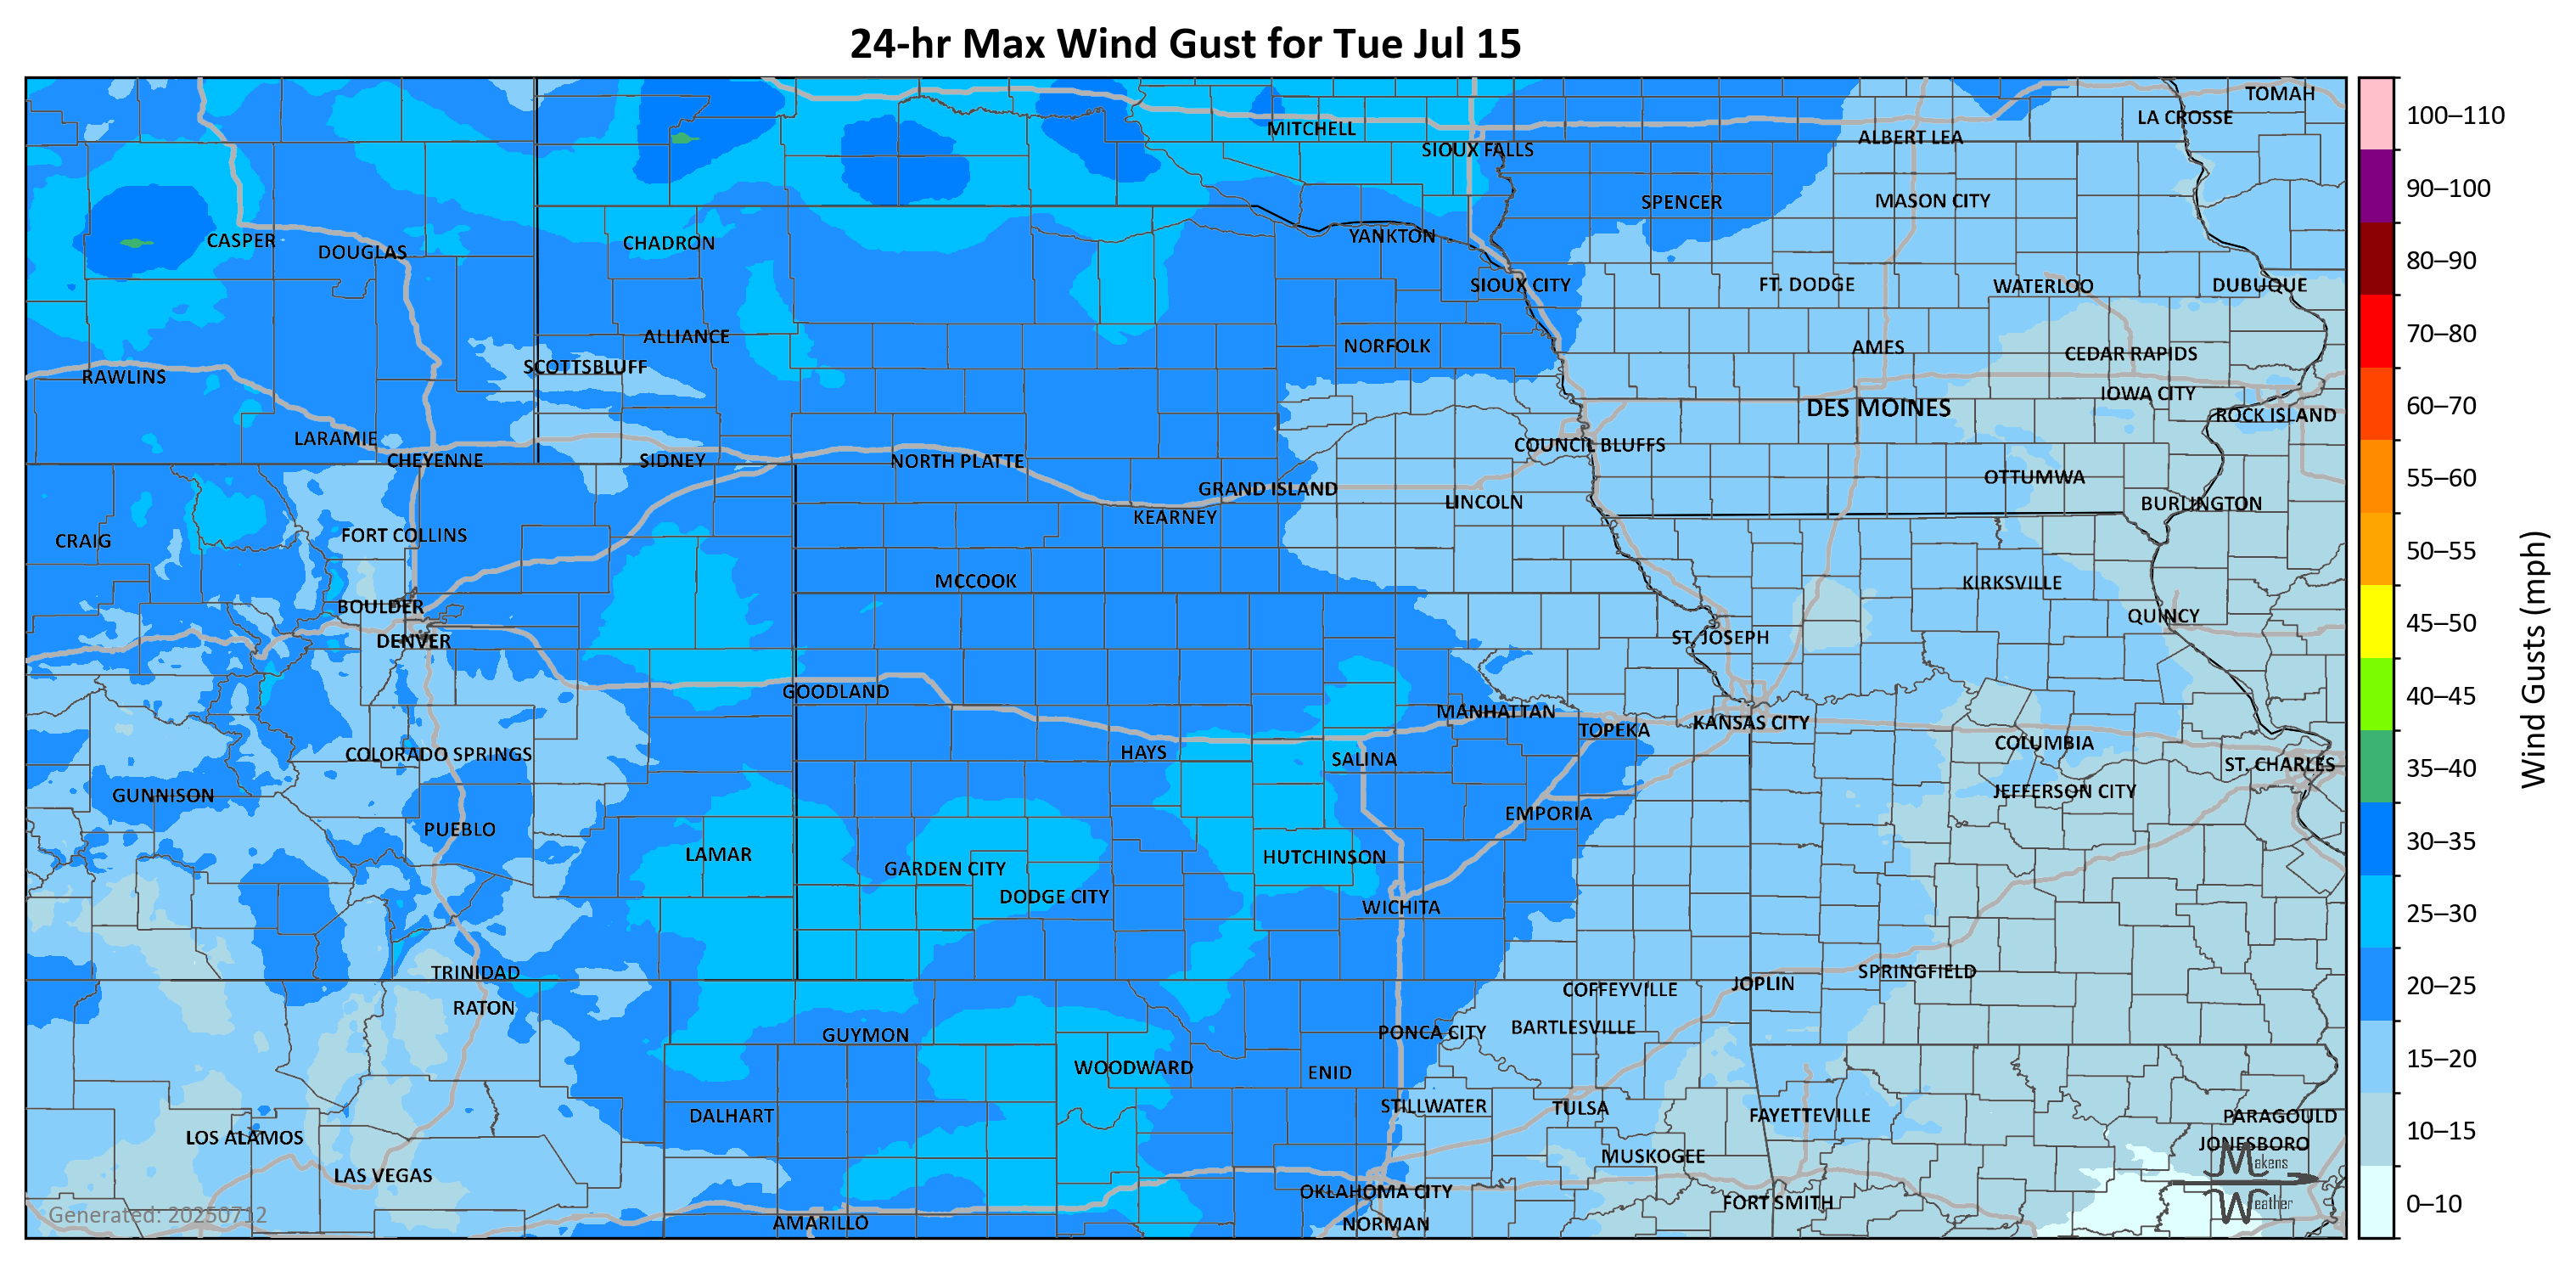 24-hr Max Wind Gust for Tue Jul 15
TOMAH
LA CROSSE
MITCHELL
ALBERT LEA
SIOUX FALLS
SPENCER
MASON CITY
CASPER
CHADRON
YANKTON
DOUGLAS
SIOUX CITY
FT. DODGE
WATERLOO
DUBUQUE
ALLIANCE
NORFOLK
AMES
CEDAR RAPIDS
SCOTTSBLUFF
RAWLINS
IOWA CITY
DES MOINES
ROCK ISLAND
LARAMIE
COUNCIL BLUFFS
CHEYENNE
SIDNEY
NORTH PLATTE
OTTUMWA
GRAND ISLAND
LINCOLN
BURLINGTON
KEARNEY
FORT COLLINS
CRAIG
MCCOOK
KIRKSVILLE
BOULDER
QUINCY
DENVER
ST. JOSEPH
GOODLAND
MANHATTAN
KANSAS CITY
TOPEKA
COLUMBIA
HAYS
COLORADO SPRINGS
SALINA
ST. CHARLES
GUNNISON
JEFFERSON CITY
EMPORIA
PUEBLO
LAMAR
HUTCHINSON
GARDEN CITY
DODGE CITY
WICHITA
TRINIDAD
SPRINGFIELD
JOPLIN
COFFEYVILLE
RATON
BARTLESVILLE
PONCA CITY
GUYMON
WOODWARD
ENID
STILLWATER
TULSA
DALHART
FAYETTEVILLE
PARAGOULD
LOS ALAMOS
JONESBORO
MUSKOGEE
LAS VEGAS
OKLAHOMA CITY
FORT SMITH
AMARILLO
NORMAN
Generated: 20250712
Makens
Weather
100–110
90–100
80–90
70–80
60–70
55–60
50–55
45–50
40–45
35–40
30–35
25–30
20–25
15–20
10–15
0–10
Wind Gusts (mph)